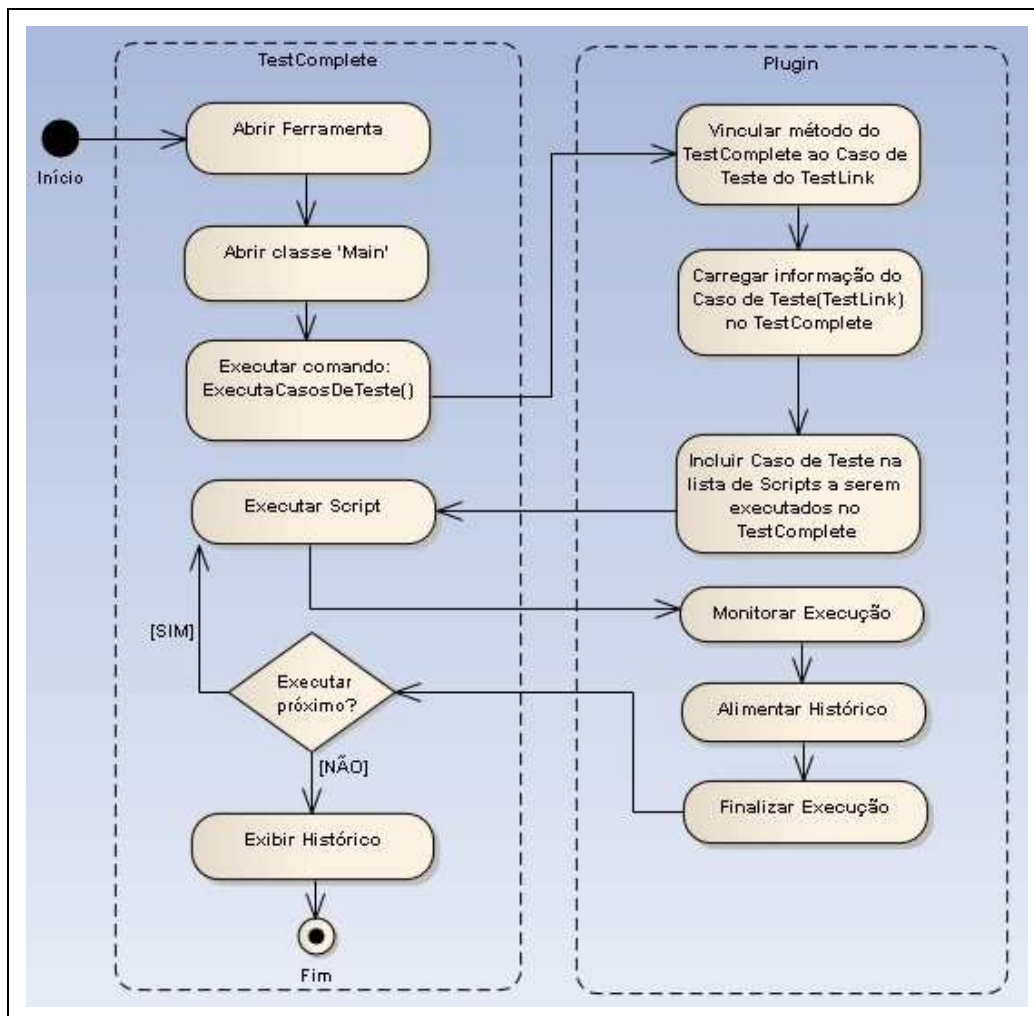 TestComplete
Início
Abrir Ferramenta
Abrir classe 'Main'
Executar comando:
ExecutaCasosDeTeste()
Plugin
Vincular método do
TestComplete ao Caso de
Teste do TestLink
Carregar informação do
Caso de Teste(TestLink)
no TestComplete
Incluir Caso de Teste na
lista de Scripts a serem
executados no
TestComplete
Executar Script
Monitorar Execução
Alimentar Histórico
Finalizar Execução
Executar
próximo?
[SIM]
[NÃO]
Exibir Histórico
Fim